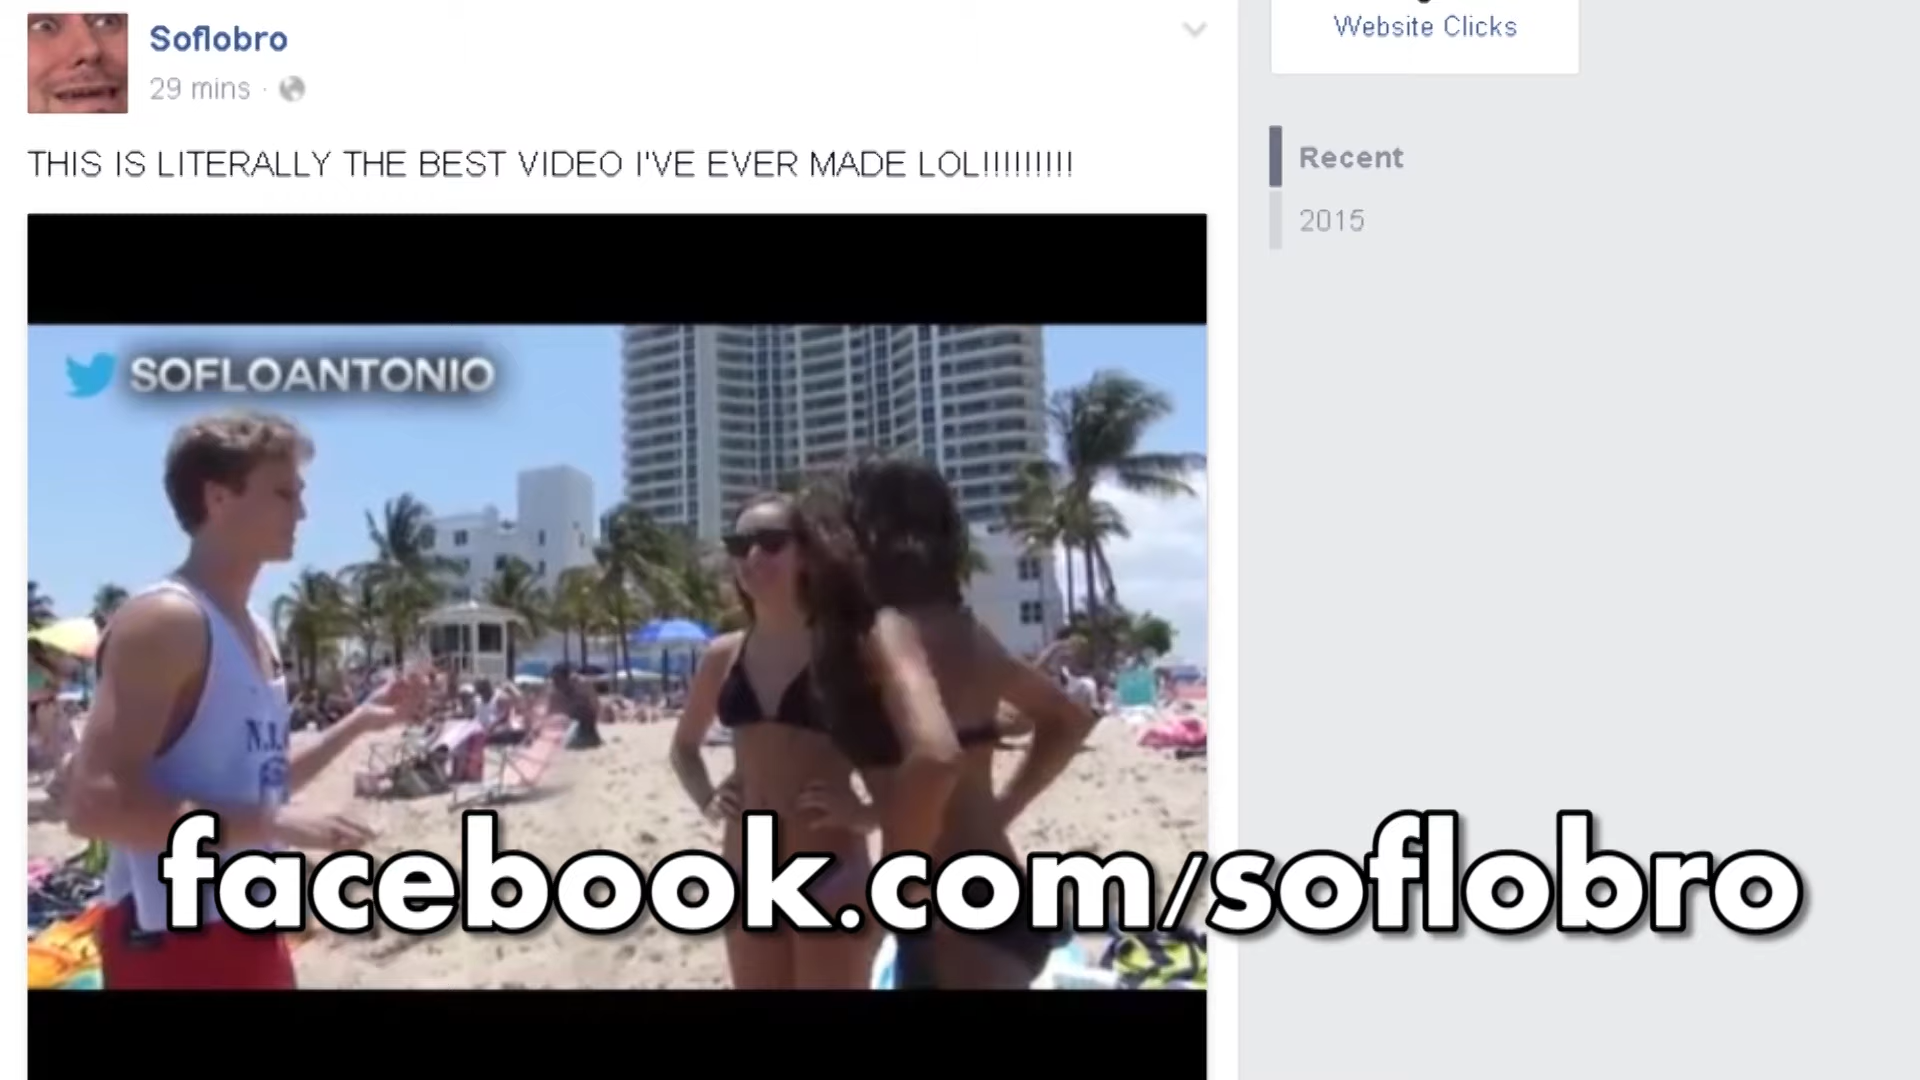 Soflobro
29 mins ·
THIS IS LITERALLY THE BEST VIDEO I'VE EVER MADE LOL!!!!!!!!!
SOFLOANTONIO
facebook.com/soflobro
Website Clicks
Recent
2015